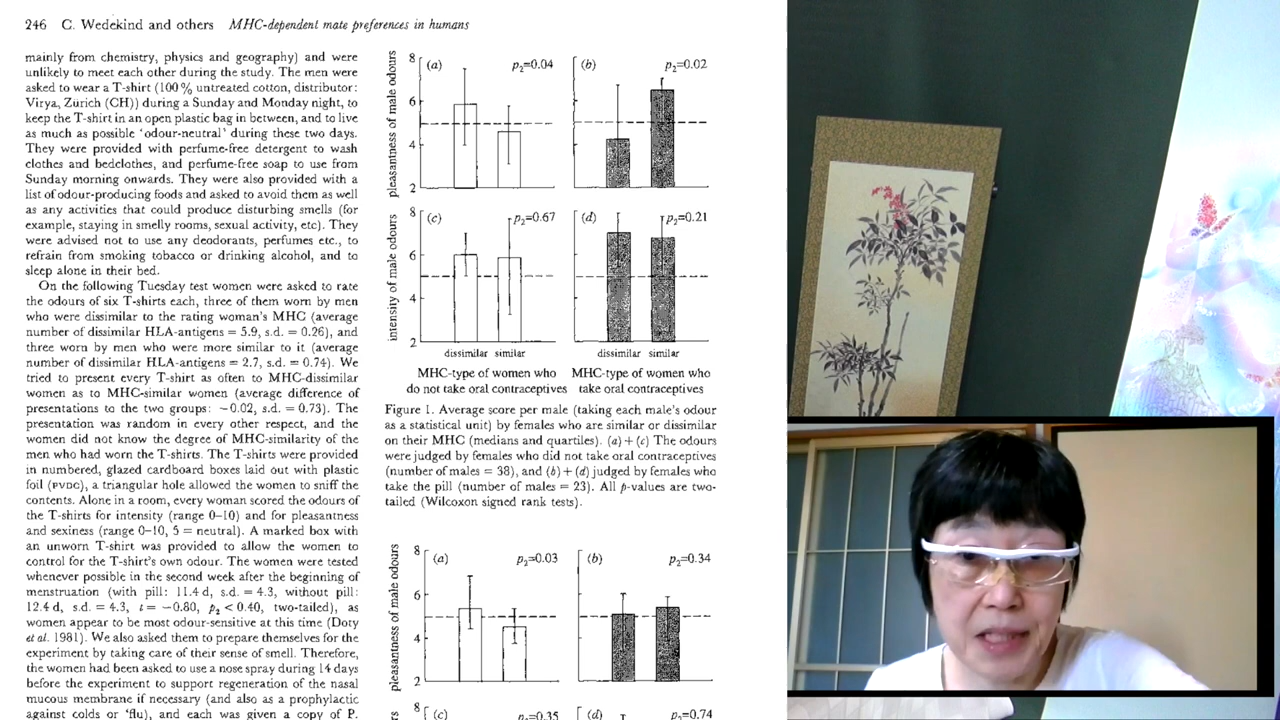 246 C. Wedekind and others MHC-dependent mate preferences in humans
mainly from chemistry, physics and geography) and were
unlikely to meet each other during the study. The men were
asked to wear a T-shirt (100 % untreated cotton, distributor:
Virya, Zürich (CH)) during a Sunday and Monday night, to
keep the T-shirt in an open plastic bag in between, and to live
as much as possible ‘odour-neutral’ during these two days.
They were provided with perfume-free detergent to wash
clothes and bedclothes, and perfume-free soap to use from
Sunday morning onwards. They were also provided with a
list of odour-producing foods and asked to avoid them as well
as any activities that could produce disturbing smells (for
example, staying in smelly rooms, sexual activity, etc). They
were advised not to use any deodorants, perfumes etc., to
refrain from smoking tobacco or drinking alcohol, and to
sleep alone in their bed.
On the following Tuesday test women were asked to rate
the odours of six T-shirts each, three of them worn by men
who were dissimilar to the rating woman's MHC (average
number of dissimilar HLA-antigens = 5.9, s.d. = 0.26), and
three worn by men who were more similar to it (average
number of dissimilar HLA-antigens = 2.7, s.d. = 0.74). We
tried to present every T-shirt as often to MHC-dissimilar
women as to MHC-similar women (average difference of
presentations to the two groups: −0.02, s.d. = 0.73). The
presentation was random in every other respect, and the
women did not know the degree of MHC-similarity of the
men who had worn the T-shirts. The T-shirts were provided
in numbered, glazed cardboard boxes laid out with plastic
foil (PVDC), a triangular hole allowed the women to sniff the
contents. Alone in a room, every woman scored the odours of
the T-shirts for intensity (range 0–10) and for pleasantness
and sexiness (range 0–10, 5 = neutral). A marked box with
an unworn T-shirt was provided to allow the women to
control for the T-shirt's own odour. The women were tested
whenever possible in the second week after the beginning of
menstruation (with pill: 11.4 d, s.d. = 4.3, without pill:
12.4 d, s.d. = 4.3, t = −0.80, p₂ < 0.40, two-tailed), as
women appear to be most odour-sensitive at this time (Doty
et al. 1981). We also asked them to prepare themselves for the
experiment by taking care of their sense of smell. Therefore,
the women had been asked to use a nose spray during 14 days
before the experiment to support regeneration of the nasal
mucous membrane if necessary (and also as a prophylactic
against colds or ‘flu), and each was given a copy of P.
pleasantness of male odours
8
6
4
2
(a) p₂=0.04
(b) p₂=0.02
intensity of male odours
8
6
4
2
(c) p₂=0.67
(d) p₂=0.21
dissimilar similar dissimilar similar
MHC-type of women who MHC-type of women who
do not take oral contraceptives take oral contraceptives
Figure 1. Average score per male (taking each male's odour
as a statistical unit) by females who are similar or dissimilar
on their MHC (medians and quartiles). (a) + (c) The odours
were judged by females who did not take oral contraceptives
(number of males = 38), and (b) + (d) judged by females who
take the pill (number of males = 23). All p-values are two-
tailed (Wilcoxon signed rank tests).
pleasantness of male odours
8
6
4
2
(a) p₂=0.03
(b) p₂=0.34
8
(c) p₂=0.35
(d) p₂=0.74